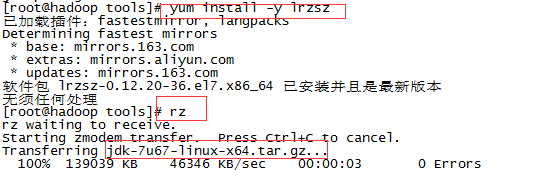 [root@hadoop tools]# yum install -y lrzsz
已加载插件：fastestmirror, langpacks
Determining fastest mirrors
 * base: mirrors.163.com
 * extras: mirrors.aliyun.com
 * updates: mirrors.163.com
软件包 lrzsz-0.12.20-36.el7.x86_64 已安装并且是最新版本
无须任何处理
[root@hadoop tools]# rz
rz waiting to receive.
Starting zmodem transfer.  Press Ctrl+C to cancel.
Transferring jdk-7u67-linux-x64.tar.gz...
  100%  139039 KB    46346 KB/sec    00:00:03       0 Errors